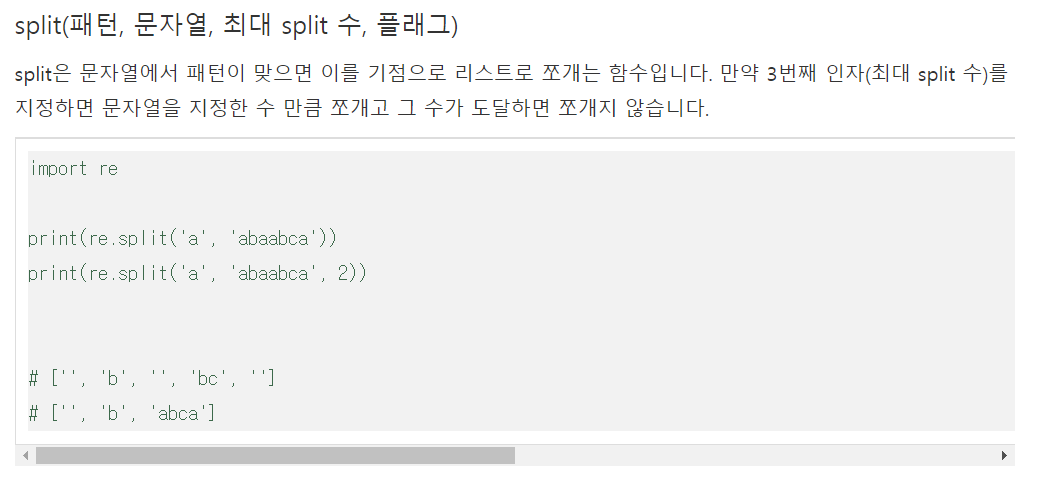 split(패턴, 문자열, 최대 split 수, 플래그)
split은 문자열에서 패턴이 맞으면 이를 기점으로 리스트로 쪼개는 함수입니다. 만약 3번째 인자(최대 split 수)를
지정하면 문자열을 지정한 수 만큼 쪼개고 그 수가 도달하면 쪼개지 않습니다.
import re
print(re.split('a', 'abaabca'))
print(re.split('a', 'abaabca', 2))
# ['', 'b', '', 'bc', '']
# ['', 'b', 'abca']